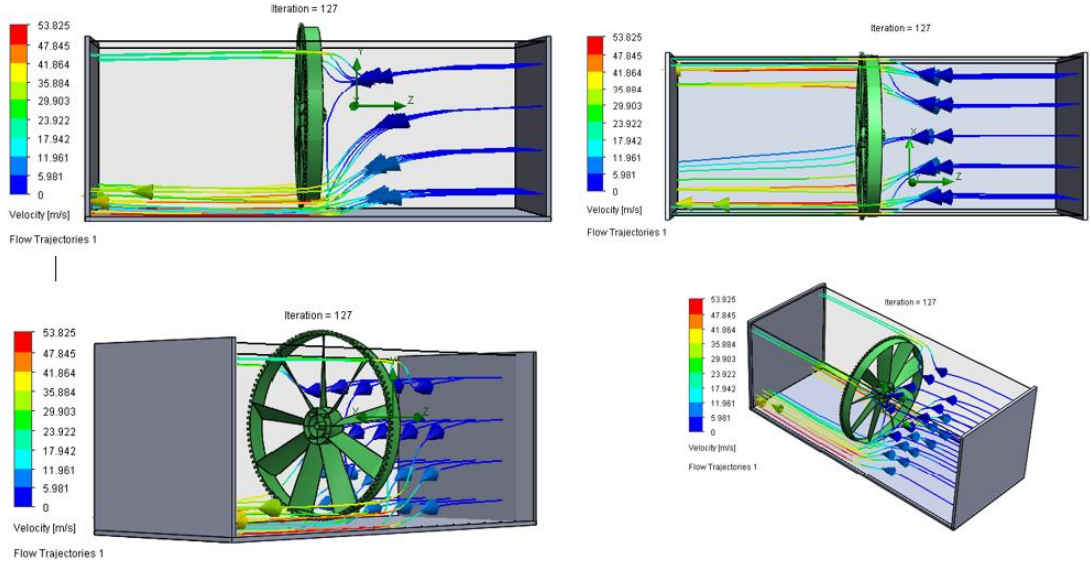 Iteration = 127
53.825
47.845
41.864
35.884
29.903
23.922
17.942
11.961
5.981
0
Velocity [m/s]
Flow Trajectories 1
Y
Z
Iteration = 127
53.825
47.845
41.864
35.884
29.903
23.922
17.942
11.961
5.981
0
Velocity [m/s]
Flow Trajectories 1
X
Z
Iteration = 127
53.825
47.845
41.864
35.884
29.903
23.922
17.942
11.961
5.981
0
Velocity [m/s]
Flow Trajectories 1
X
Z
Iteration = 127
53.825
47.845
41.864
35.884
29.903
23.922
17.942
11.961
5.981
0
Velocity [m/s]
Flow Trajectories 1